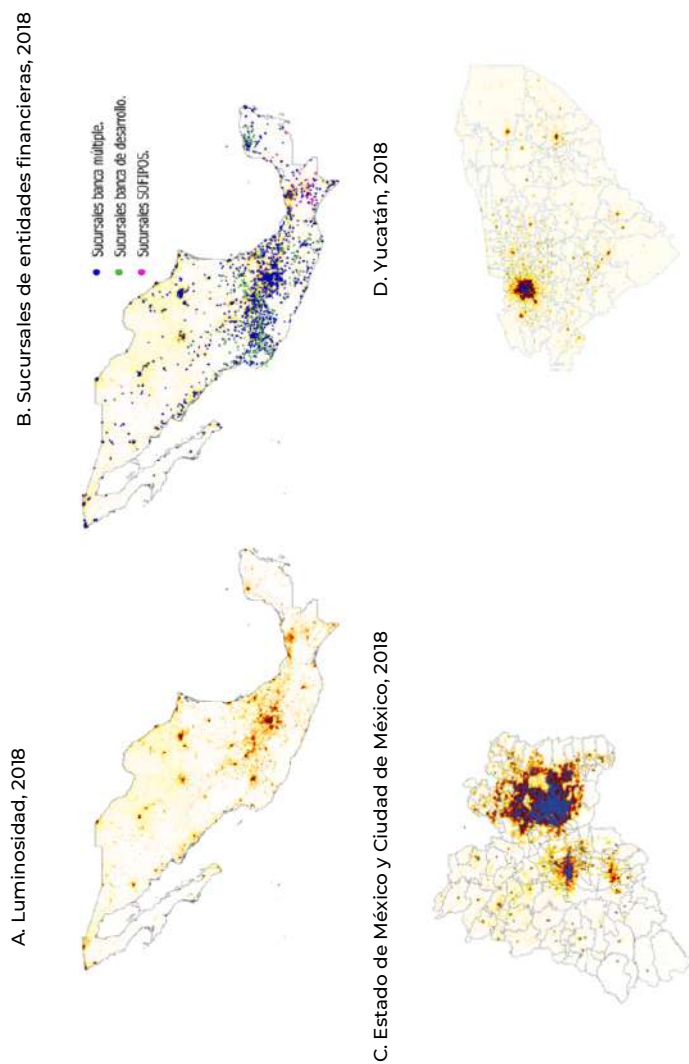 A. Luminosidad, 2018
B. Sucursales de entidades financieras, 2018
Sucursales banca múltiple.
Sucursales banca de desarrollo.
Sucursales SOFIPOS.
C. Estado de México y Ciudad de México, 2018
D. Yucatán, 2018